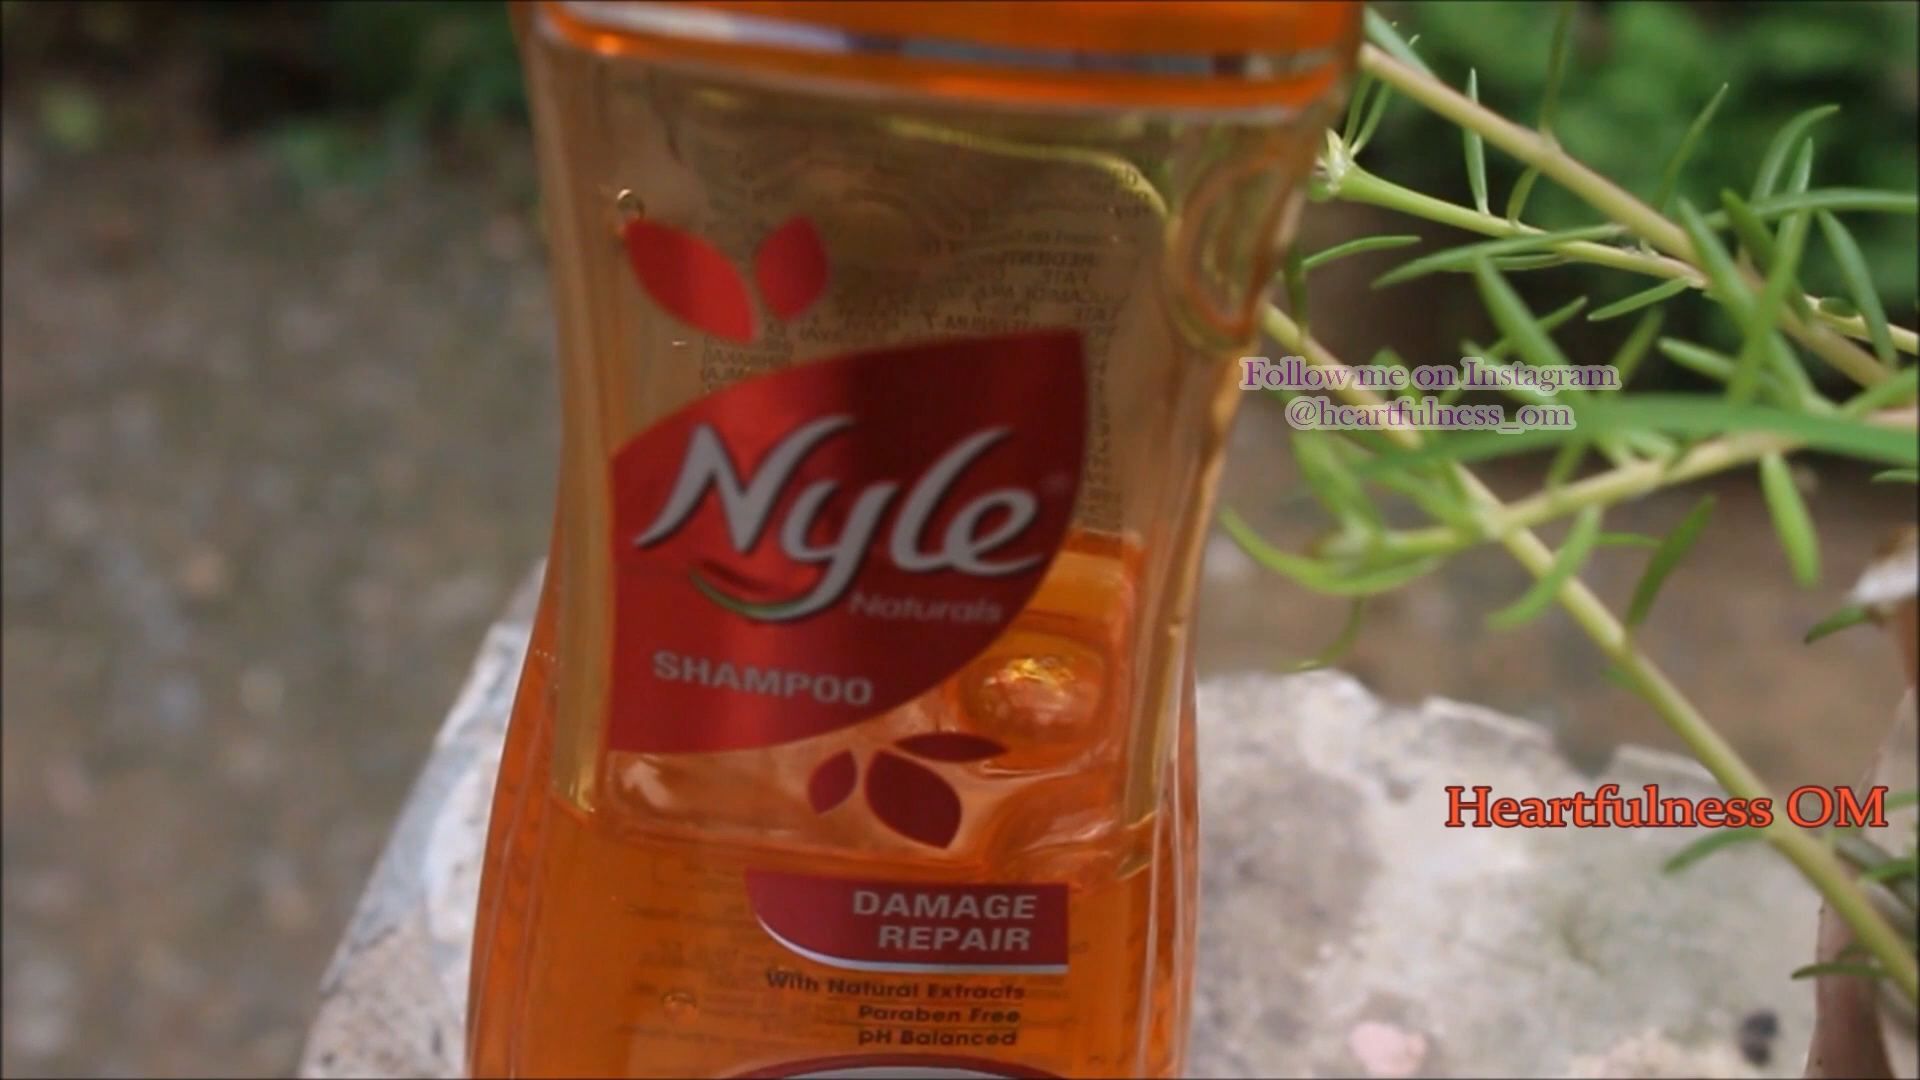 Nyle
Naturals
SHAMPOO
DAMAGE
REPAIR
With Natural Extracts
Paraben Free
pH Balanced
Follow me on Instagram
@heartfulness_om
Heartfulness OM